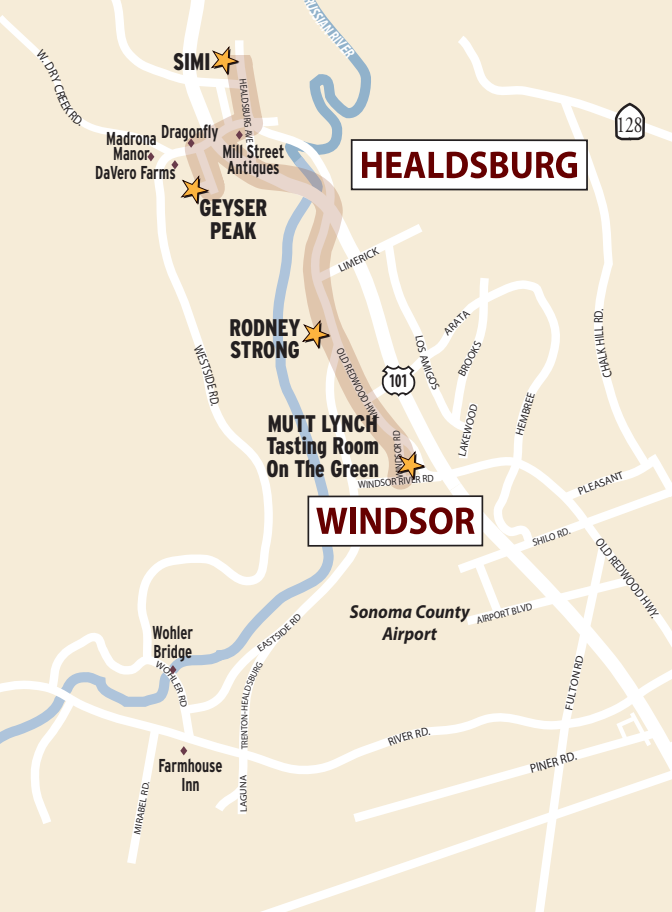 RUSSIAN RIVER
SIMI
W. DRY CREEK RD.
HEALDSBURG AVE
128
Dragonfly
Madrona
Manor
DaVero Farms
Mill Street
Antiques
HEALDSBURG
GEYSER
PEAK
LIMERICK
RODNEY
STRONG
ARATA
CHALK HILL RD.
LOS AMIGOS
BROOKS
WESTSIDE RD.
OLD REDWOOD HWY.
101
LAKEWOOD
HEMBREE
MUTT LYNCH
Tasting Room
On The Green
WINDSOR RD
WINDSOR RIVER RD
PLEASANT
WINDSOR
SHILO RD.
OLD REDWOOD HWY.
Sonoma County
Airport
AIRPORT BLVD
EASTSIDE RD
Wohler
Bridge
WOHLER RD
FULTON RD
TRENTON-HEALDSBURG
RIVER RD.
PINER RD.
Farmhouse
Inn
LAGUNA
MIRABEL RD.